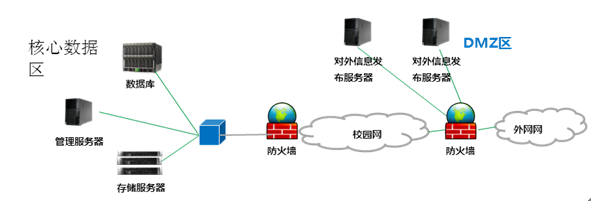 核心数据
区
数据库
管理服务器
存储服务器
防火墙
校园网
对外信息发
布服务器
对外信息发
布服务器
DMZ区
防火墙
外网网